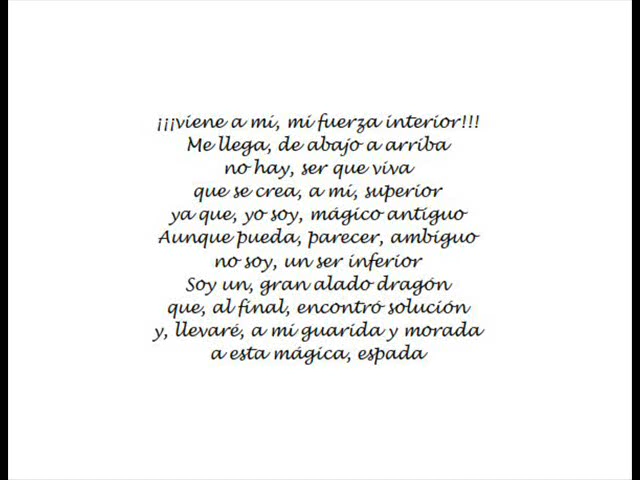 ¡¡¡viene a mi, mi fuerza interior!!!
Me llega, de abajo a arriba
no hay, ser que viva
que se crea, a mi, superior
ya que, yo soy, mágico antiguo
Aunque pueda, parecer, ambiguo
no soy, un ser inferior
Soy un, gran alado dragón
que, al final, encontró solución
y, llevaré, a mi guarida y morada
a esta mágica, espada